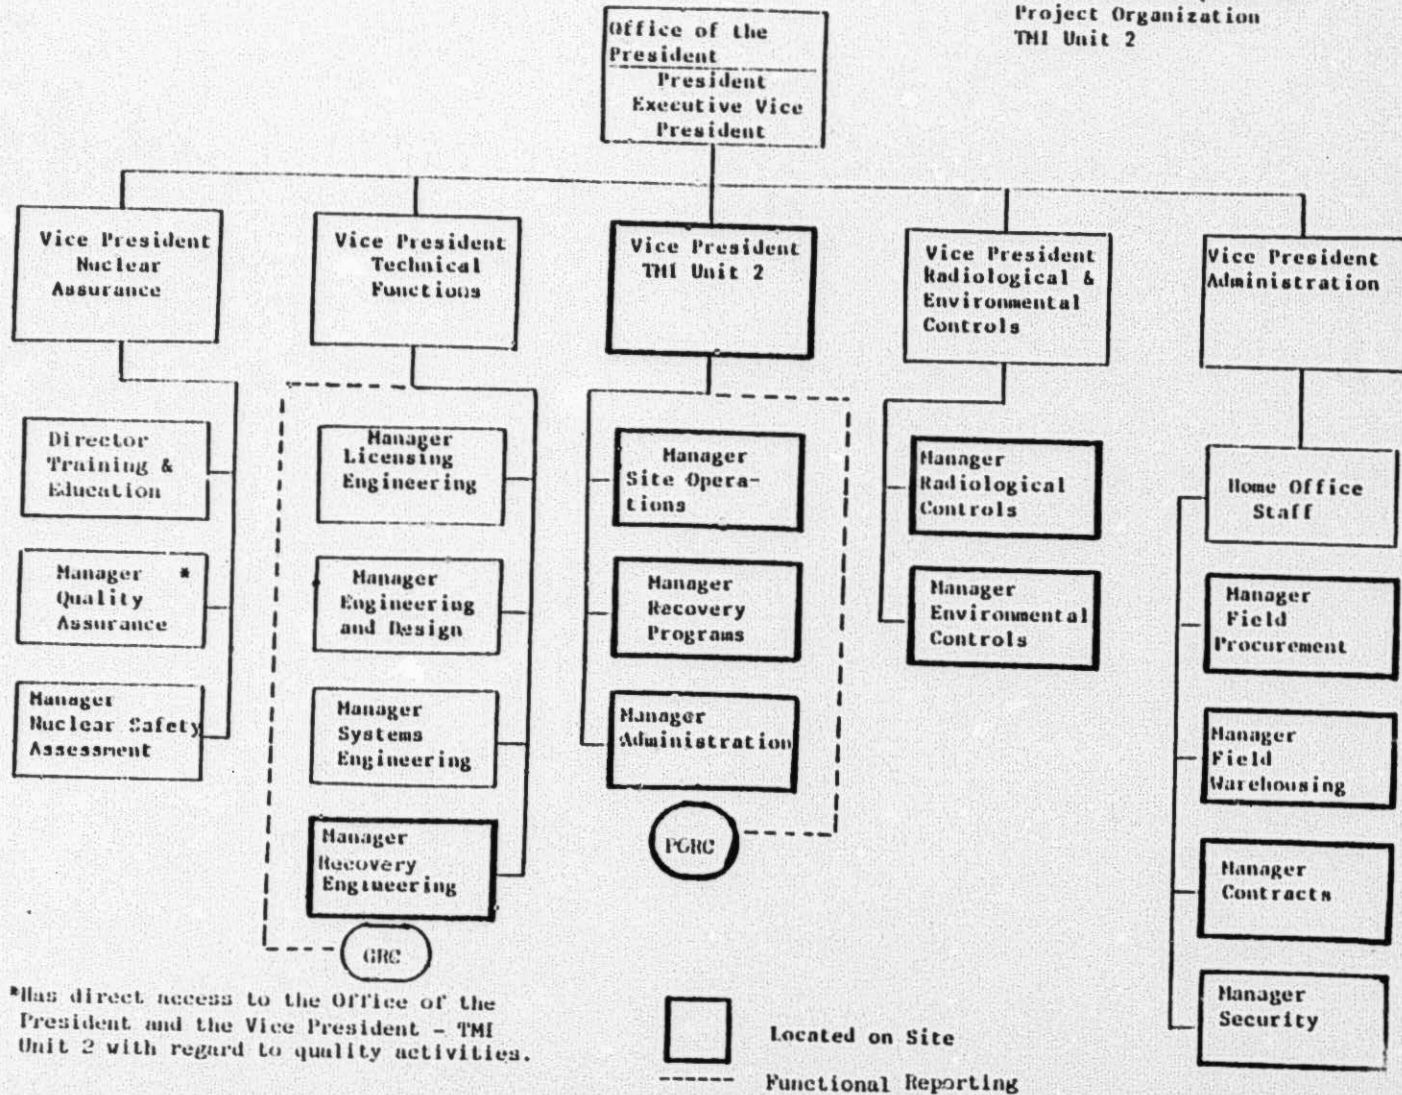 Project Organization
TMI Unit 2
Office of the
President
President
Executive Vice
President
Vice President
Nuclear
Assurance
Vice President
Technical
Functions
Vice President
TMI Unit 2
Vice President
Radiological &
Environmental
Controls
Vice President
Administration
Director
Training &
Education
Manager *
Quality
Assurance
Manager
Nuclear Safety
Assessment
Manager
Licensing
Engineering
Manager
Engineering
and Design
Manager
Systems
Engineering
Manager
Recovery
Engineering
GRC
Manager
Site Opera-
tions
Manager
Recovery
Programs
Manager
Administration
PORC
Manager
Radiological
Controls
Manager
Environmental
Controls
Home Office
Staff
Manager
Field
Procurement
Manager
Field
Warehousing
Manager
Contracts
Manager
Security
*Has direct access to the Office of the
President and the Vice President - TMI
Unit 2 with regard to quality activities.
Located on Site
Functional Reporting